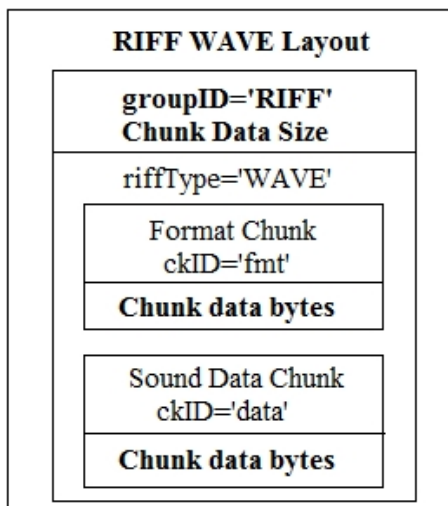 RIFF WAVE Layout
groupID='RIFF'
Chunk Data Size
riffType='WAVE'
Format Chunk
ckID='fmt'
Chunk data bytes
Sound Data Chunk
ckID='data'
Chunk data bytes